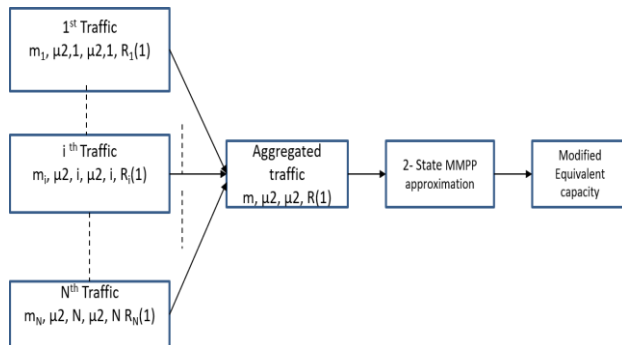 1st Traffic
m1, μ2,1, μ2,1, R1(1)
i th Traffic
mi, μ2, i, μ2, i, Ri(1)
Nth Traffic
mN, μ2, N, μ2, N RN(1)
Aggregated
traffic
m, μ2, μ2, R(1)
2- State MMPP
approximation
Modified
Equivalent
capacity